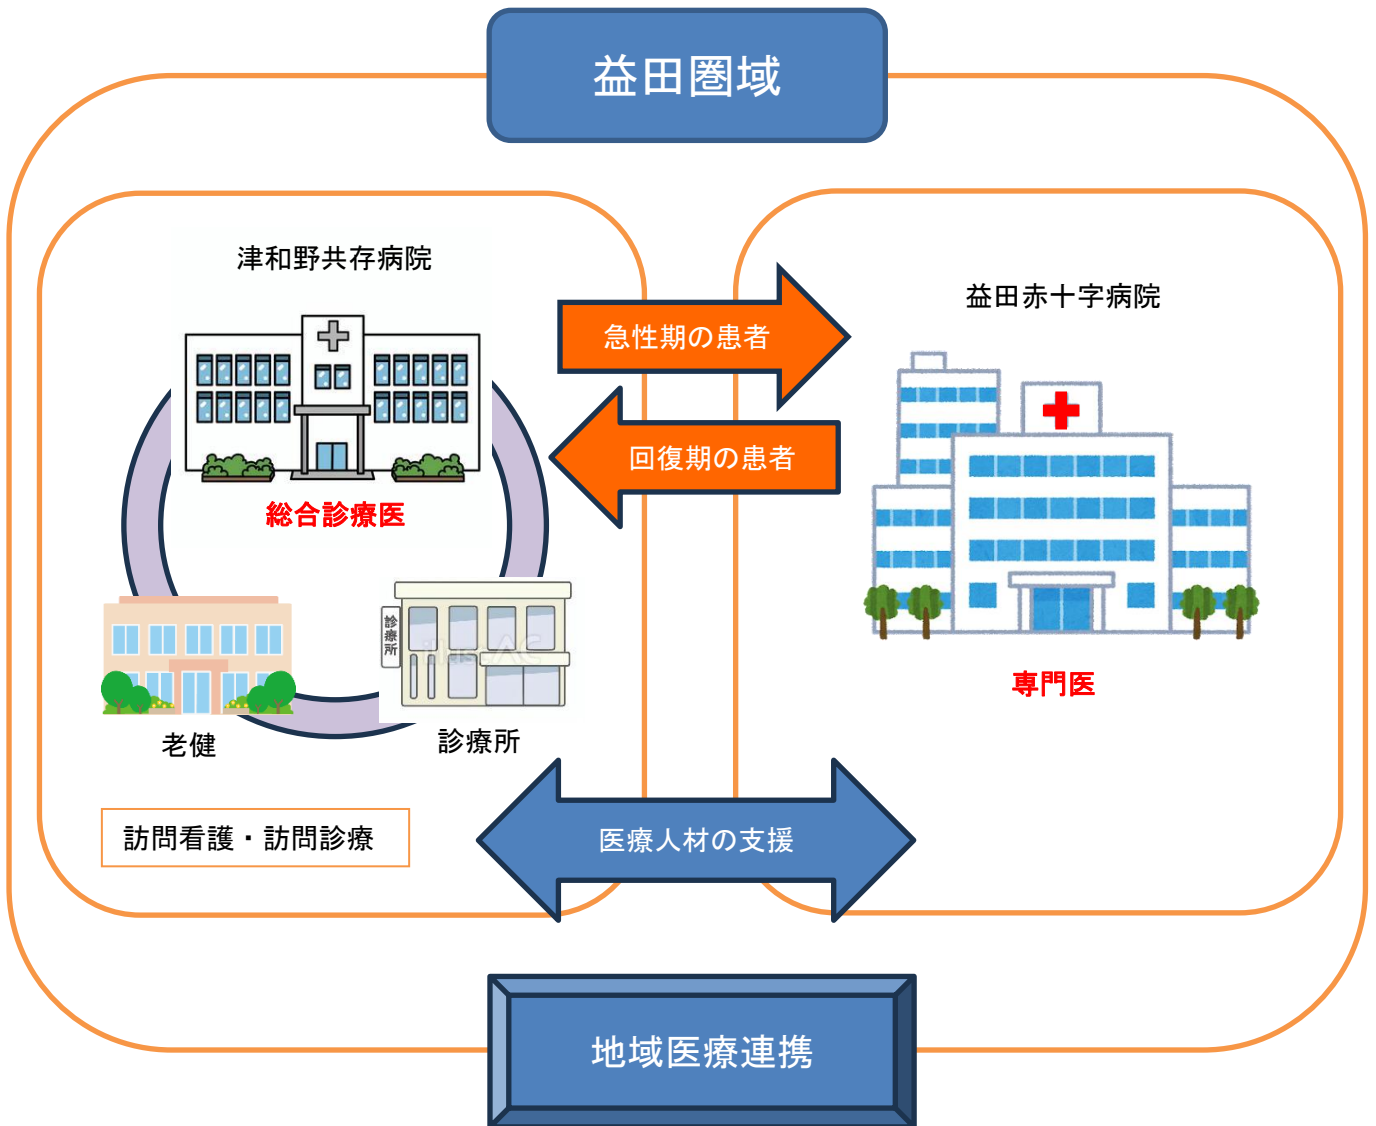 益田圏域
津和野共存病院
総合診療医
老健
診療所
診療所
訪問看護・訪問診療
急性期の患者
回復期の患者
医療人材の支援
益田赤十字病院
専門医
地域医療連携